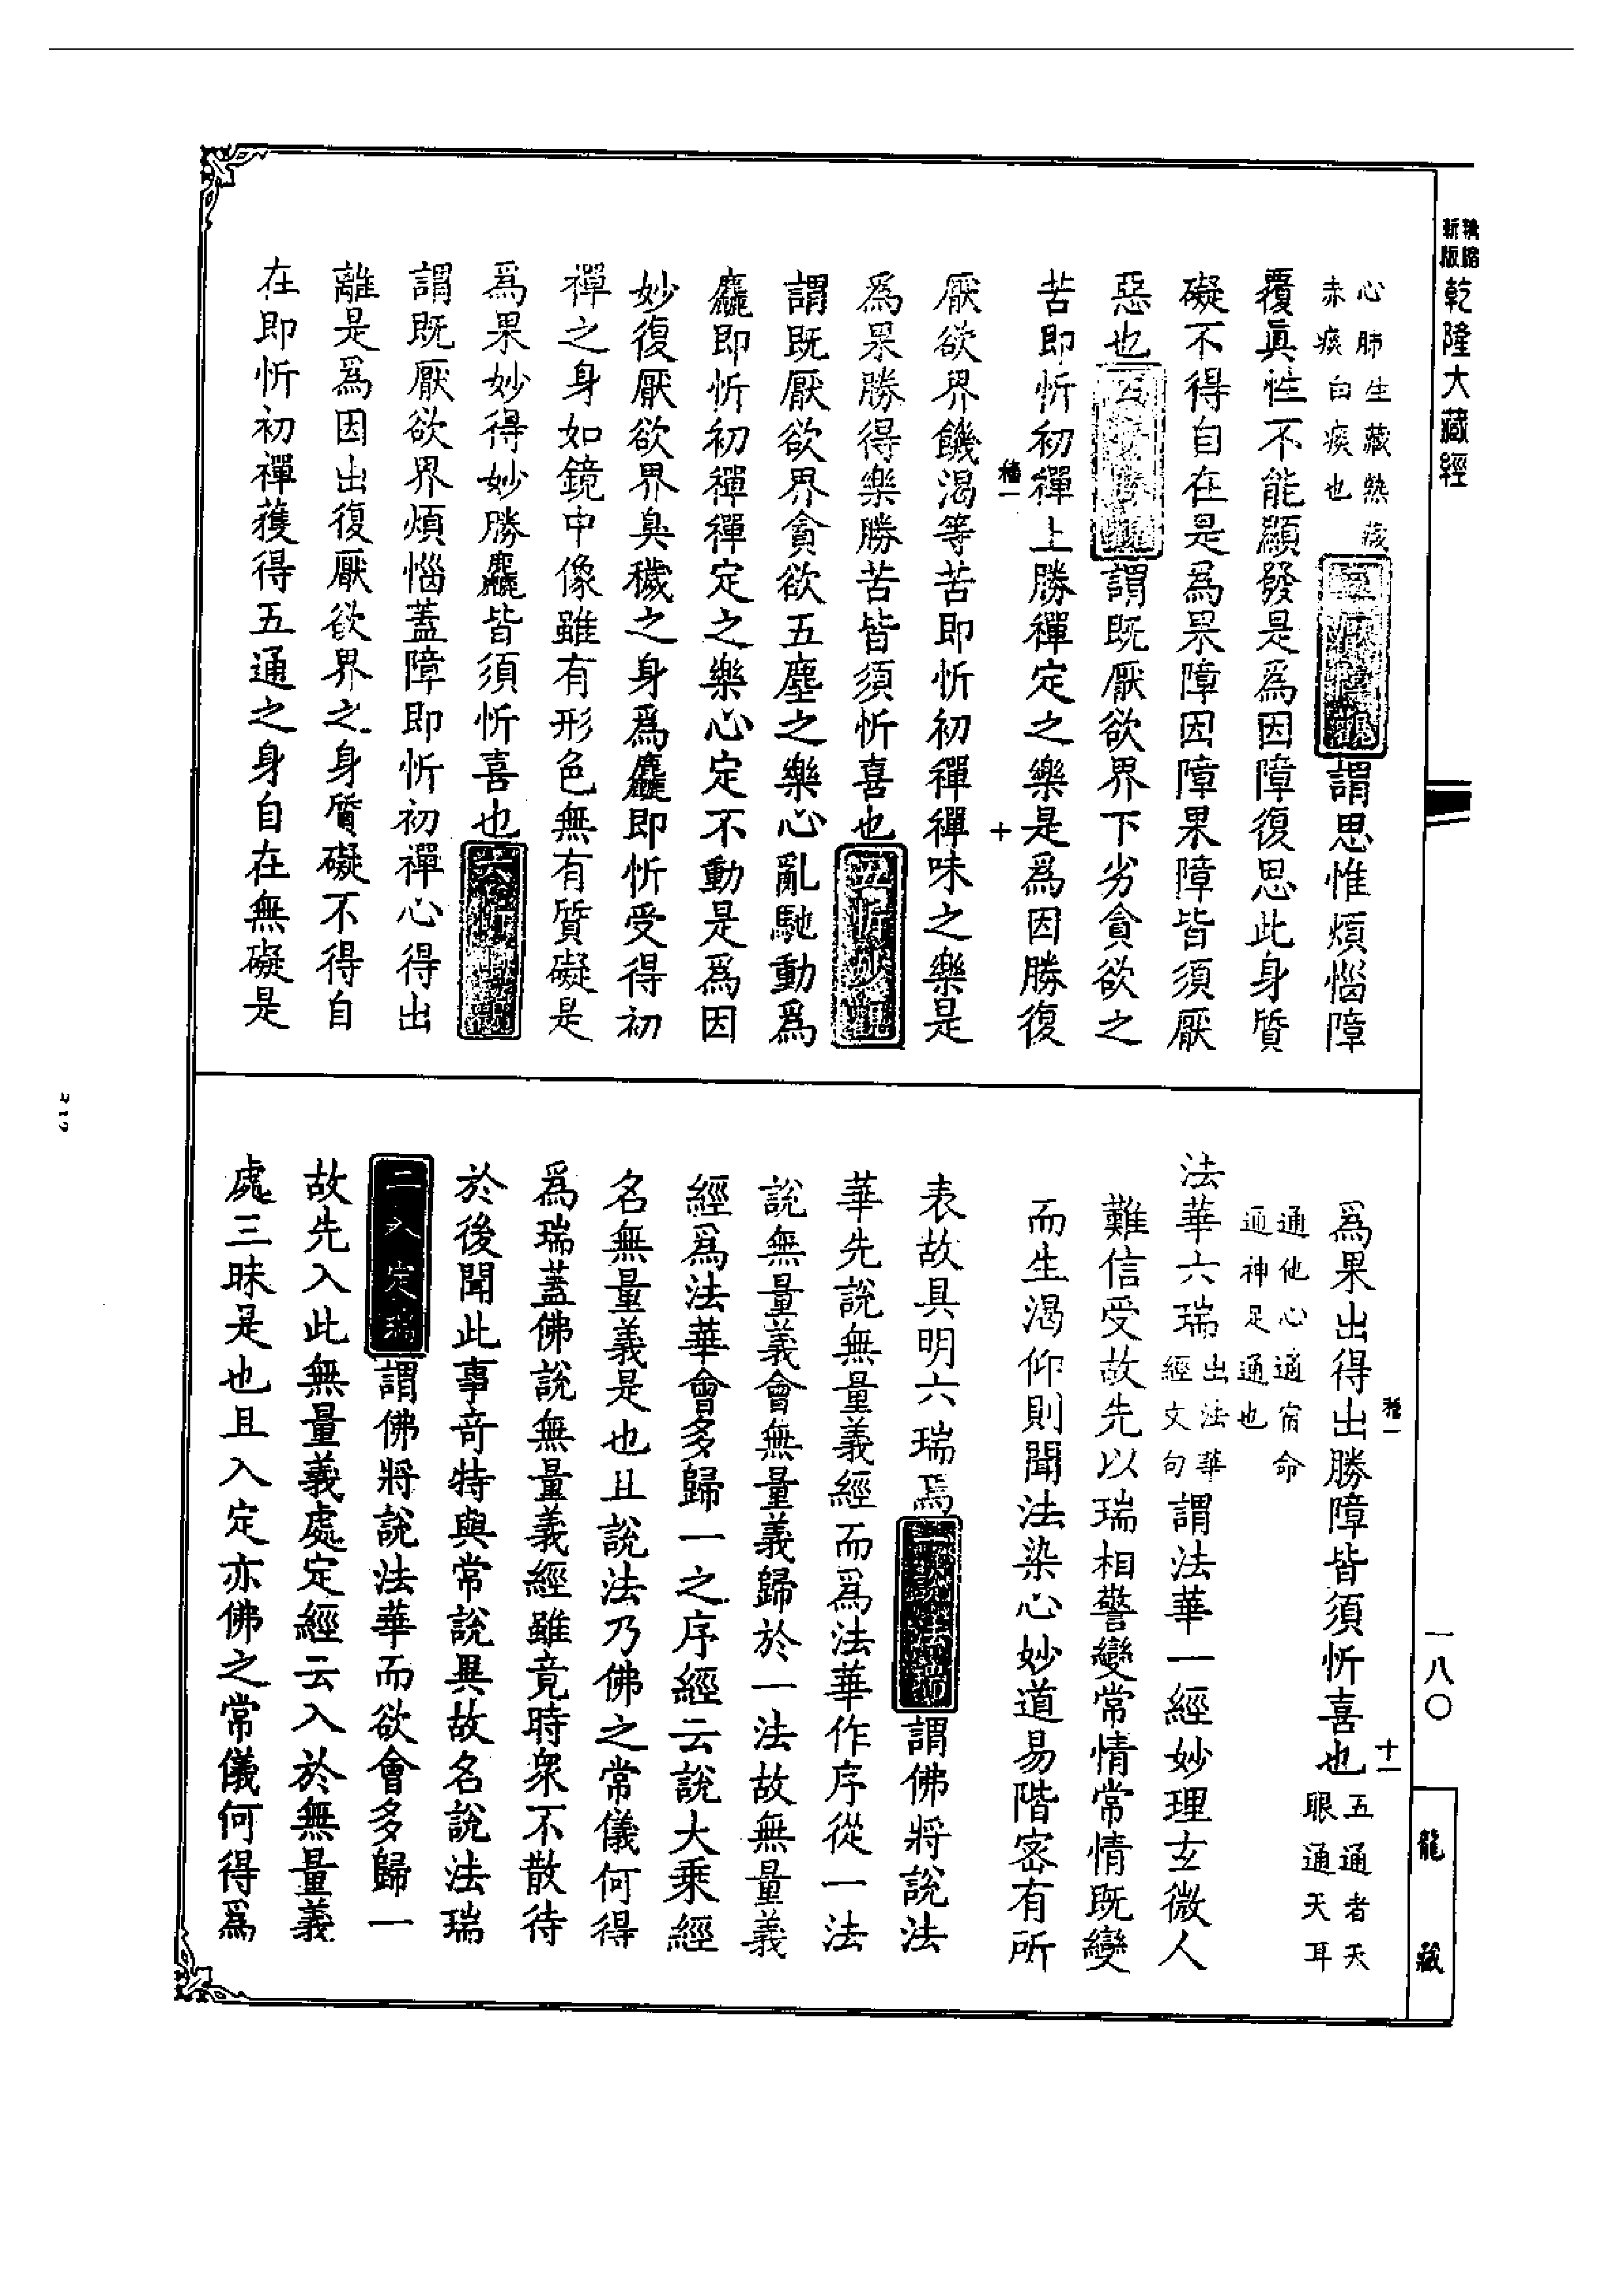 精縮
新版
乾隆大藏經
心肺生藏熱藏
赤痰白痰也
謂思惟煩惱障
覆眞性不能顯發是爲因障復思此身質
礙不得自在是爲果障因障果障皆須厭
惡也
謂既厭欲界下劣貪欲之
苦即忻初禪上勝禪定之樂是爲因勝復
厭欲界饑渴等苦即忻初禪禪味之樂是
爲果勝得樂勝苦皆須忻喜也五忻妙觀
謂既厭欲界貪欲五塵之樂心亂馳動爲
麤即忻初禪禪定之樂心定不動是爲因
妙復厭欲界臭穢之身爲麤即忻受得初
禪之身如鏡中像雖有形色無有質礙是
爲果妙得妙勝麤皆須忻喜也
謂既厭欲界煩惱蓋障即忻初禪心得出
離是爲因出復厭欲界之身質礙不得自
在即忻初禪獲得五通之身自在無礙是
十
一八〇
龍藏
爲果出得出勝障皆須忻喜也五通者天
眼通天耳
通他心通宿命
通神足通也
十一
法華六瑞出法華
經文句謂法華一經妙理玄微人
難信受故先以瑞相警變常情常情既變
而生渴仰則聞法染心妙道易階密有所
表故具明六瑞焉一說法瑞謂佛將說法
華先說無量義經而爲法華作序從一法
說無量義會無量義歸於一法故無量義
經爲法華會多歸一之序經云說大乘經
名無量義是也且說法乃佛之常儀何得
爲瑞蓋佛說無量義經雖竟時衆不散待
於後聞此事奇特與常說異故名說法瑞
二入定瑞謂佛將說法華而欲會多歸一
故先入此無量義處定經云入於無量義
處三昧是也且入定亦佛之常儀何得爲